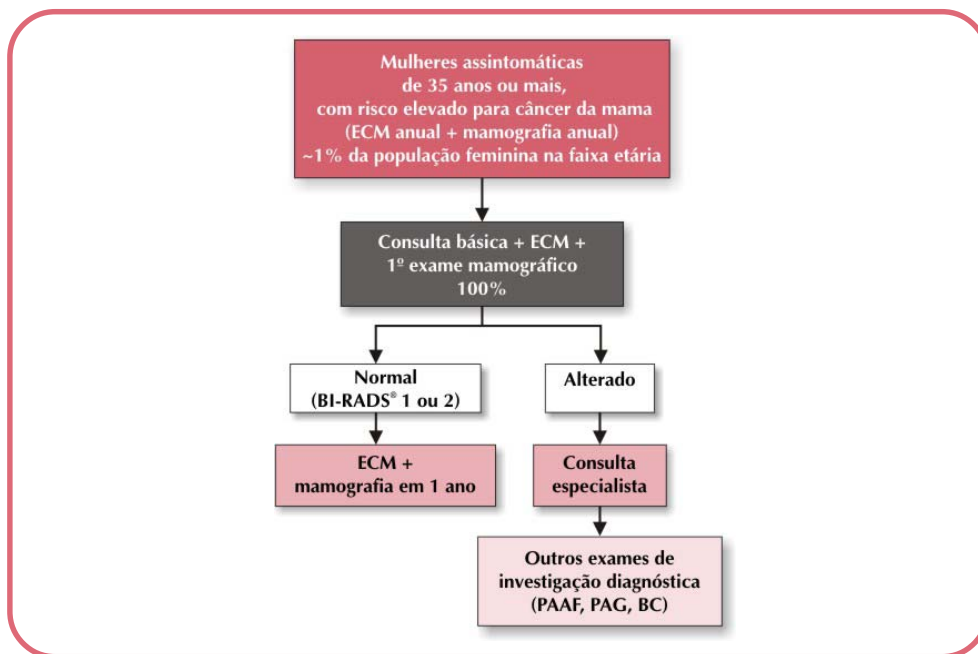 Mulheres assintomáticas
de 35 anos ou mais,
com risco elevado para câncer da mama
(ECM anual + mamografia anual)
~1% da população feminina na faixa etária
Consulta básica + ECM +
1º exame mamográfico
100%
Normal
(BI-RADS® 1 ou 2)
Alterado
ECM +
mamografia em 1 ano
Consulta
especialista
Outros exames de
investigação diagnóstica
(PAAF, PAG, BC)